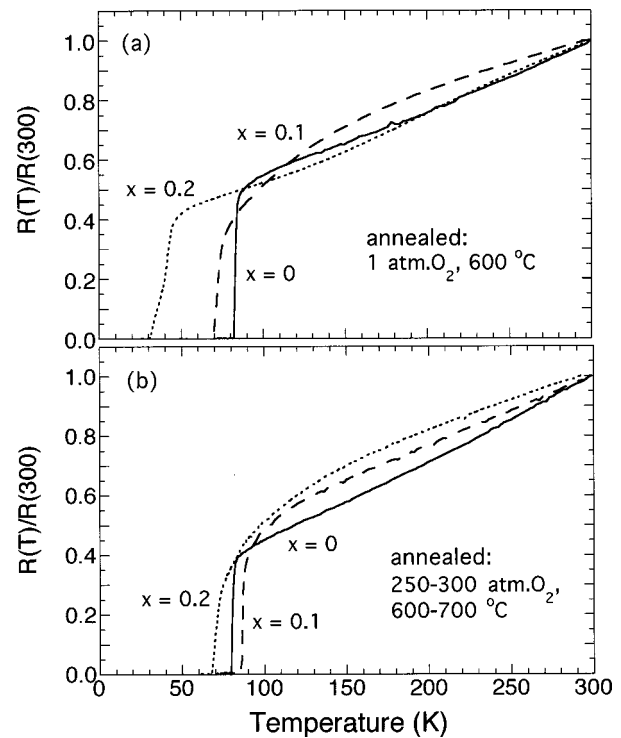 (a)
1.0
0.8
0.6
0.4
0.2
0.0
R(T)/R(300)
x = 0.1
x = 0.2
x = 0
annealed:
1 atm.O₂, 600 °C
(b)
1.0
0.8
0.6
0.4
0.2
0.0
R(T)/R(300)
x = 0
x = 0.2
x = 0.1
annealed:
250-300 atm.O₂,
600-700 °C
0 50 100 150 200 250 300
Temperature (K)